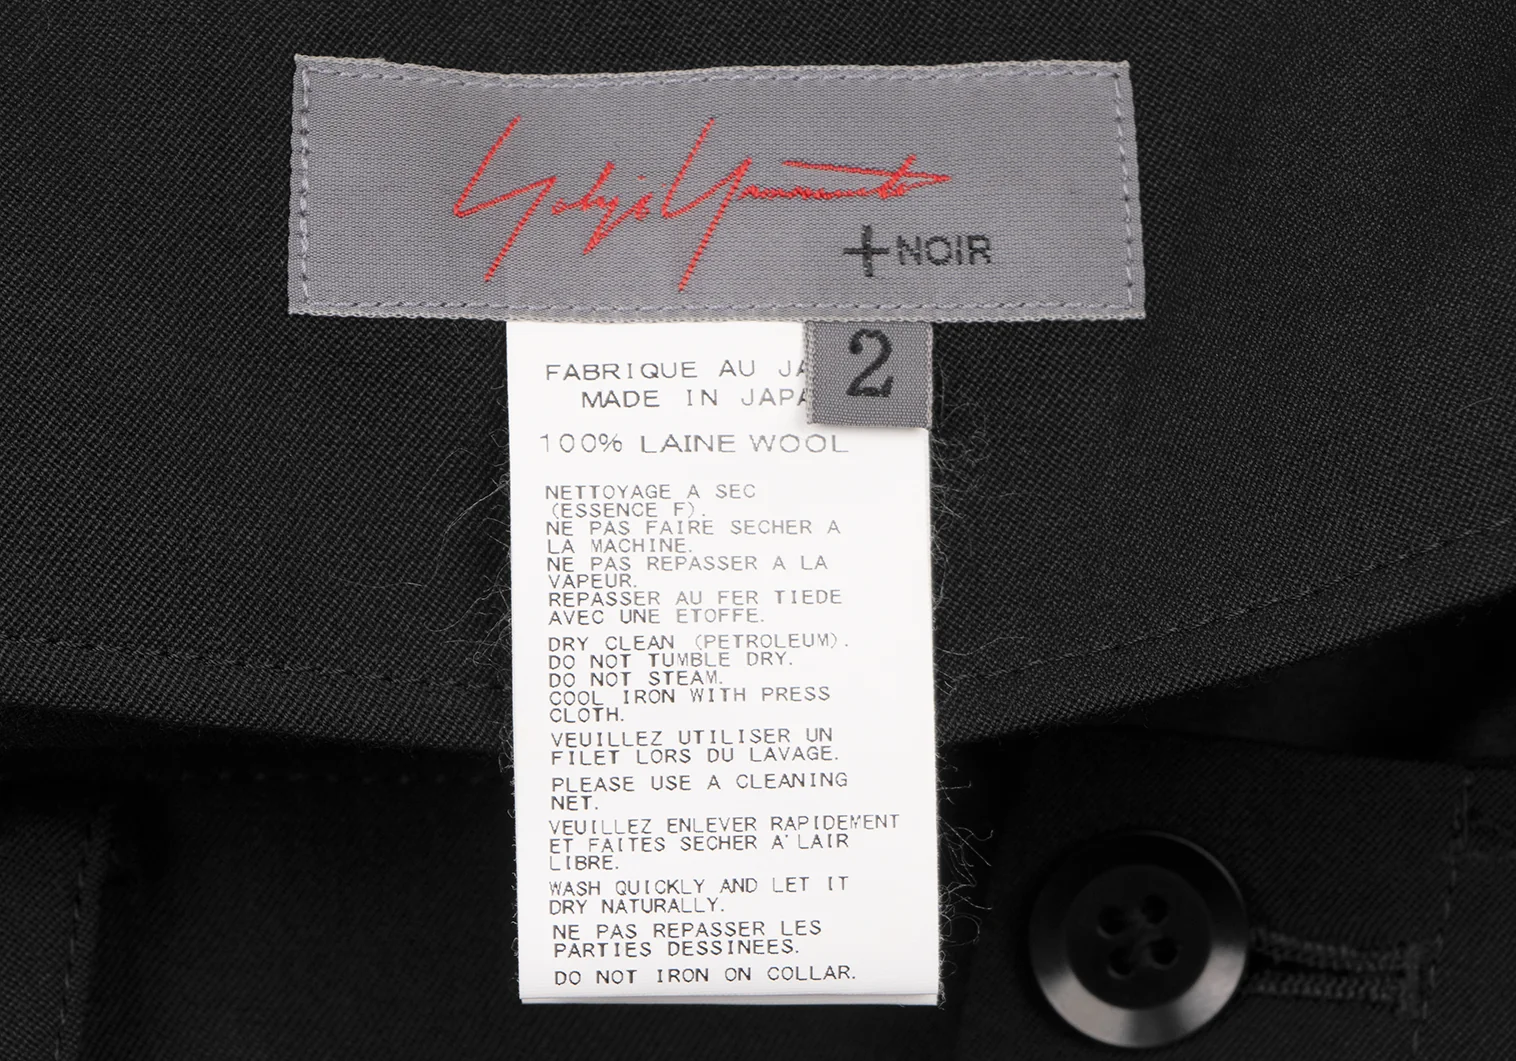 Yohji Yamamoto
+NOIR
2
FABRIQUE AU JA
MADE IN JAPA
100% LAINE WOOL
NETTOYAGE A SEC
(ESSENCE F).
NE PAS FAIRE SECHER A
LA MACHINE.
NE PAS REPASSER A LA
VAPEUR.
REPASSER AU FER TIEDE
AVEC UNE ETOFFE.
DRY CLEAN (PETROLEUM).
DO NOT TUMBLE DRY.
DO NOT STEAM.
COOL IRON WITH PRESS
CLOTH.
VEUILLEZ UTILISER UN
FILET LORS DU LAVAGE.
PLEASE USE A CLEANING
NET.
VEUILLEZ ENLEVER RAPIDEMENT
ET FAITES SECHER A'LAIR
LIBRE.
WASH QUICKLY AND LET IT
DRY NATURALLY.
NE PAS REPASSER LES
PARTIES DESSINEES.
DO NOT IRON ON COLLAR.